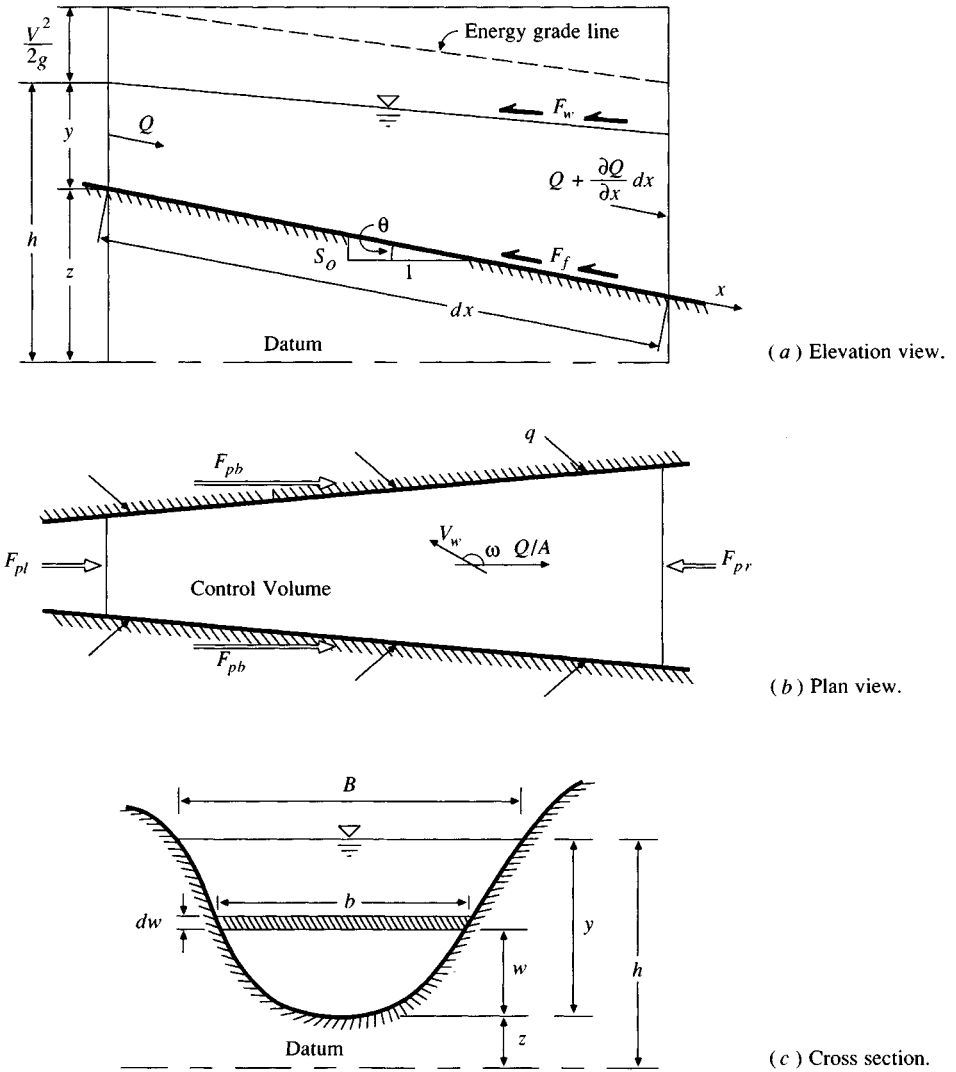 V²/2g
Energy grade line
F_w
y
Q
Q + ∂Q/∂x dx
h
z
θ
S_o
1
F_f
x
dx
Datum
(a) Elevation view.
q
F_pb
V_w
ω
Q/A
F_pl
F_pr
Control Volume
F_pb
(b) Plan view.
B
b
dw
y
w
h
z
Datum
(c) Cross section.